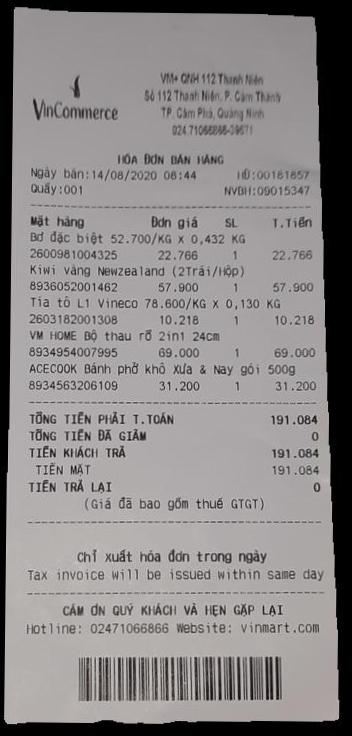 VinCommerce
VM+ QNH 112 Thanh Niên
Số 112 Thanh Niên, P. Cẩm Thành
TP. Cẩm Phả, Quảng Ninh
024.71066866-39671
HÓA ĐƠN BÁN HÀNG
Ngày bán:14/08/2020 08:44 HĐ:00181857
Quầy:001 NVBH:09015347
Mặt hàng Đơn giá SL T.Tiền
Bơ đặc biệt 52.700/KG X 0,432 KG
2600981004325 22.766 1 22.766
Kiwi vàng Newzealand (2Trái/Hộp)
8936052001462 57.900 1 57.900
Tía tô L1 Vineco 78.600/KG X 0,130 KG
2603182001308 10.218 1 10.218
VM HOME Bộ thau rổ 2in1 24cm
8934954007995 69.000 1 69.000
ACECOOK Bánh phở khô Xưa & Nay gói 500g
8934563206109 31.200 1 31.200
TỔNG TIỀN PHẢI T.TOÁN 191.084
TỔNG TIỀN ĐÃ GIẢM 0
TIỀN KHÁCH TRẢ 191.084
TIỀN MẶT 191.084
TIỀN TRẢ LẠI 0
(Giá đã bao gồm thuế GTGT)
Chỉ xuất hóa đơn trong ngày
Tax invoice will be issued within same day
CẢM ƠN QUÝ KHÁCH VÀ HẸN GẶP LẠI
Hotline: 02471066866 Website: vinmart.com